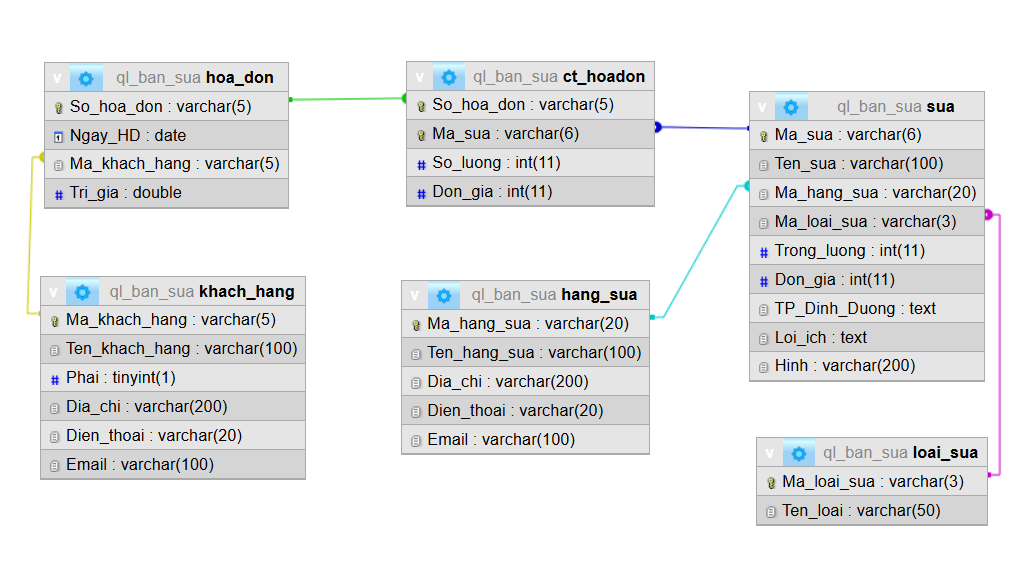 v ql_ban_sua hoa_don
So_hoa_don : varchar(5)
Ngay_HD : date
Ma_khach_hang : varchar(5)
# Tri_gia : double
v ql_ban_sua ct_hoadon
So_hoa_don : varchar(5)
Ma_sua : varchar(6)
# So_luong : int(11)
# Don_gia : int(11)
v ql_ban_sua sua
Ma_sua : varchar(6)
Ten_sua : varchar(100)
Ma_hang_sua : varchar(20)
Ma_loai_sua : varchar(3)
# Trong_luong : int(11)
# Don_gia : int(11)
TP_Dinh_Duong : text
Loi_ich : text
Hinh : varchar(200)
v ql_ban_sua khach_hang
Ma_khach_hang : varchar(5)
Ten_khach_hang : varchar(100)
# Phai : tinyint(1)
Dia_chi : varchar(200)
Dien_thoai : varchar(20)
Email : varchar(100)
v ql_ban_sua hang_sua
Ma_hang_sua : varchar(20)
Ten_hang_sua : varchar(100)
Dia_chi : varchar(200)
Dien_thoai : varchar(20)
Email : varchar(100)
v ql_ban_sua loai_sua
Ma_loai_sua : varchar(3)
Ten_loai : varchar(50)